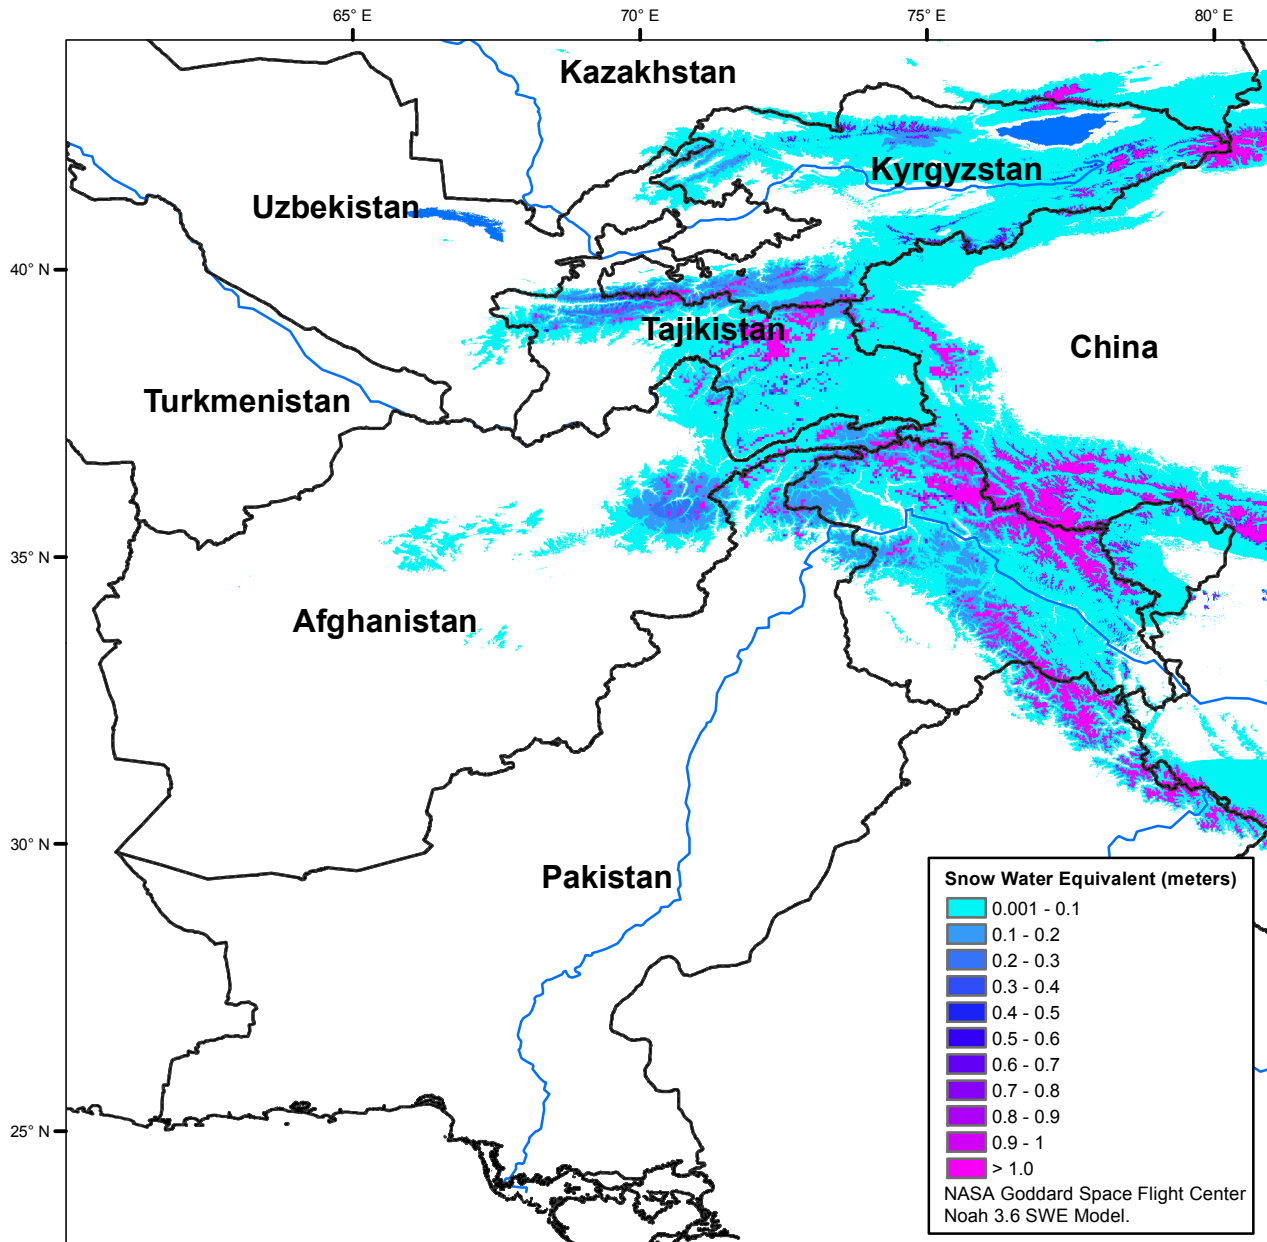 65° E
70° E
75° E
80° E
Kazakhstan
Kyrgyzstan
Uzbekistan
40° N
Tajikistan
China
Turkmenistan
35° N
Afghanistan
30° N
Pakistan
25° N
Snow Water Equivalent (meters)
0.001 - 0.1
0.1 - 0.2
0.2 - 0.3
0.3 - 0.4
0.4 - 0.5
0.5 - 0.6
0.6 - 0.7
0.7 - 0.8
0.8 - 0.9
0.9 - 1
> 1.0
NASA Goddard Space Flight Center
Noah 3.6 SWE Model.